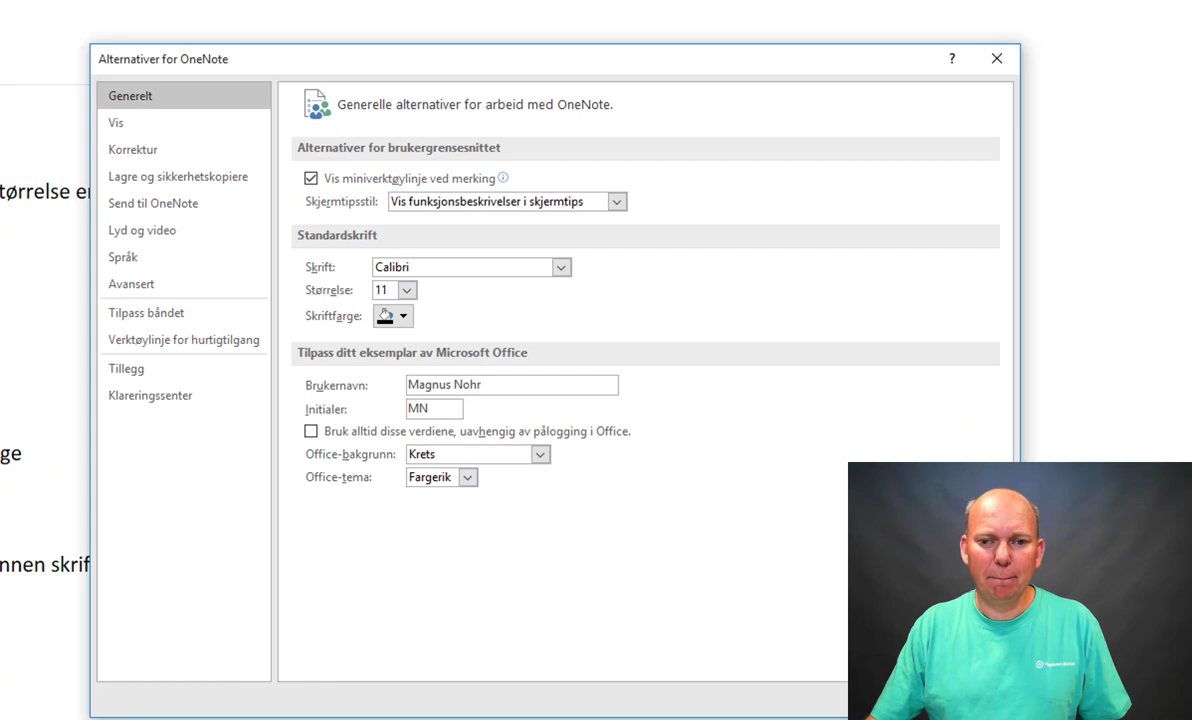 Alternativer for OneNote
?
Generelt
Vis
Korrektur
Lagre og sikkerhetskopiere
Send til OneNote
Lyd og video
Språk
Avansert
Tilpass båndet
Verktøylinje for hurtigtilgang
Tillegg
Klareringssenter
Generelle alternativer for arbeid med OneNote.
Alternativer for brukergrensesnittet
Vis miniverktøylinje ved merking
Skjermtipsstil: Vis funksjonsbeskrivelser i skjermtips
Standardskrift
Skrift: Calibri
Størrelse: 11
Skriftfarge:
Tilpass ditt eksemplar av Microsoft Office
Brukernavn: Magnus Nohr
Initialer: MN
Bruk alltid disse verdiene, uavhengig av pålogging i Office.
Office-bakgrunn: Krets
Office-tema: Fargerik
tørrelse er
ge
nnen skrif